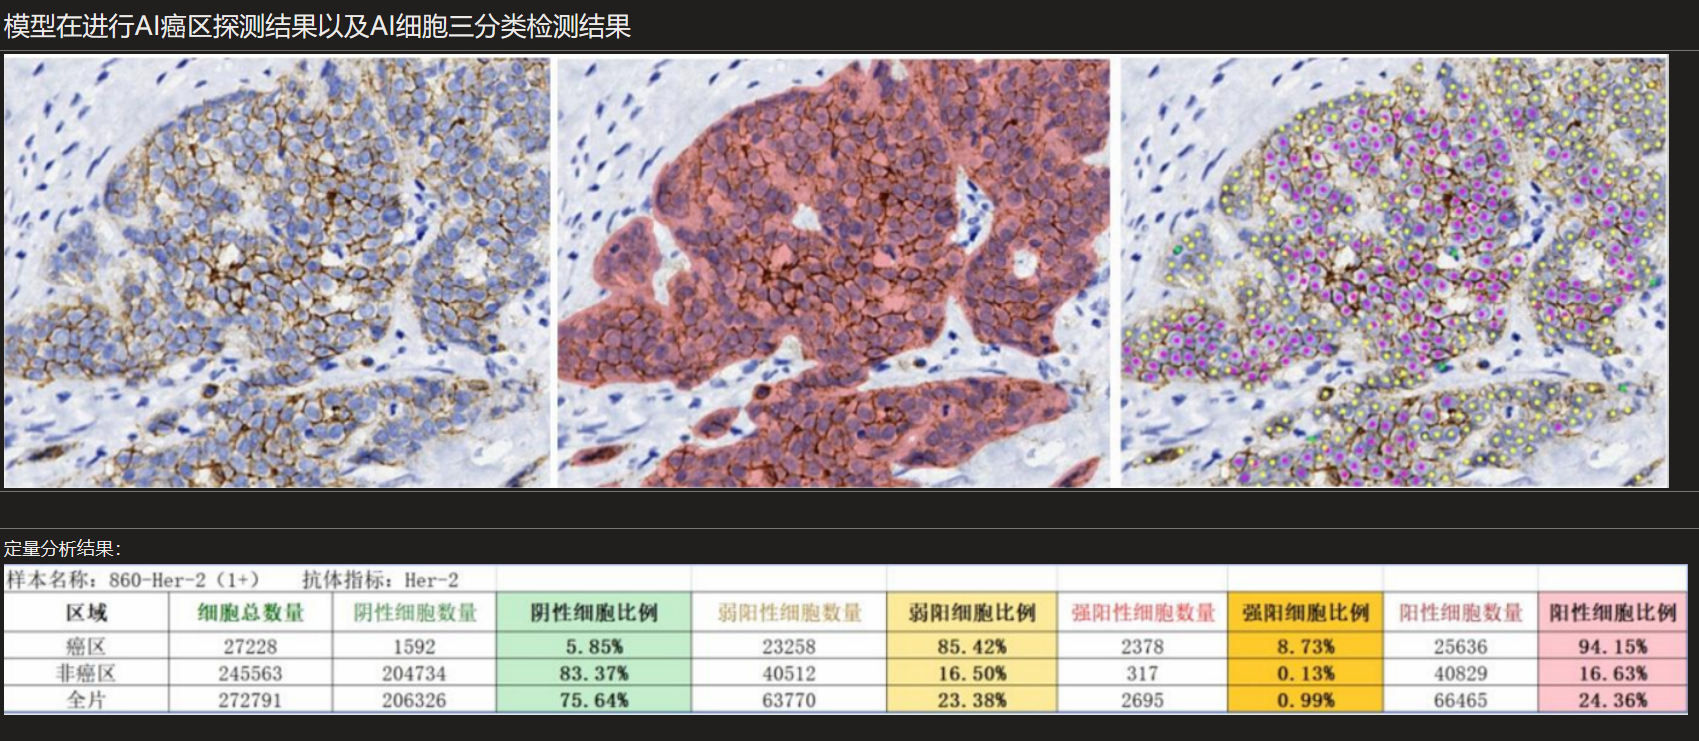 模型在进行AI癌区探测结果以及AI细胞三分类检测结果
定量分析结果：
样本名称：860-Her-2（1+） 抗体指标：Her-2
区域 细胞总数量 阴性细胞数量 阴性细胞比例 弱阳性细胞数量 弱阳细胞比例 强阳性细胞数量 强阳细胞比例 阳性细胞数量 阳性细胞比例
癌区 27228 1592 5.85% 23258 85.42% 2378 8.73% 25636 94.15%
非癌区 245563 204734 83.37% 40512 16.50% 317 0.13% 40829 16.63%
全片 272791 206326 75.64% 63770 23.38% 2695 0.99% 66465 24.36%